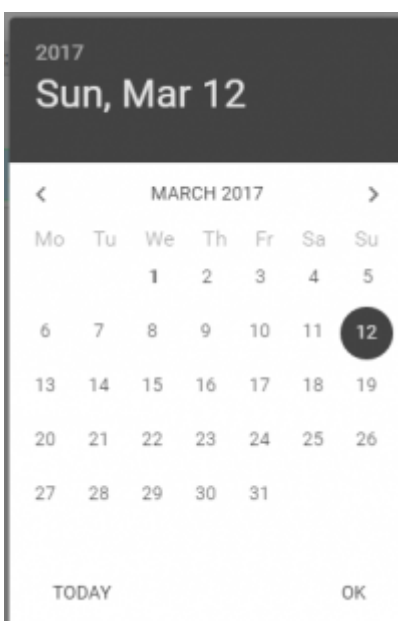 2017
Sun, Mar 12
< MARCH 2017 >
Mo Tu We Th Fr Sa Su
1 2 3 4 5
6 7 8 9 10 11 12
13 14 15 16 17 18 19
20 21 22 23 24 25 26
27 28 29 30 31
TODAY OK